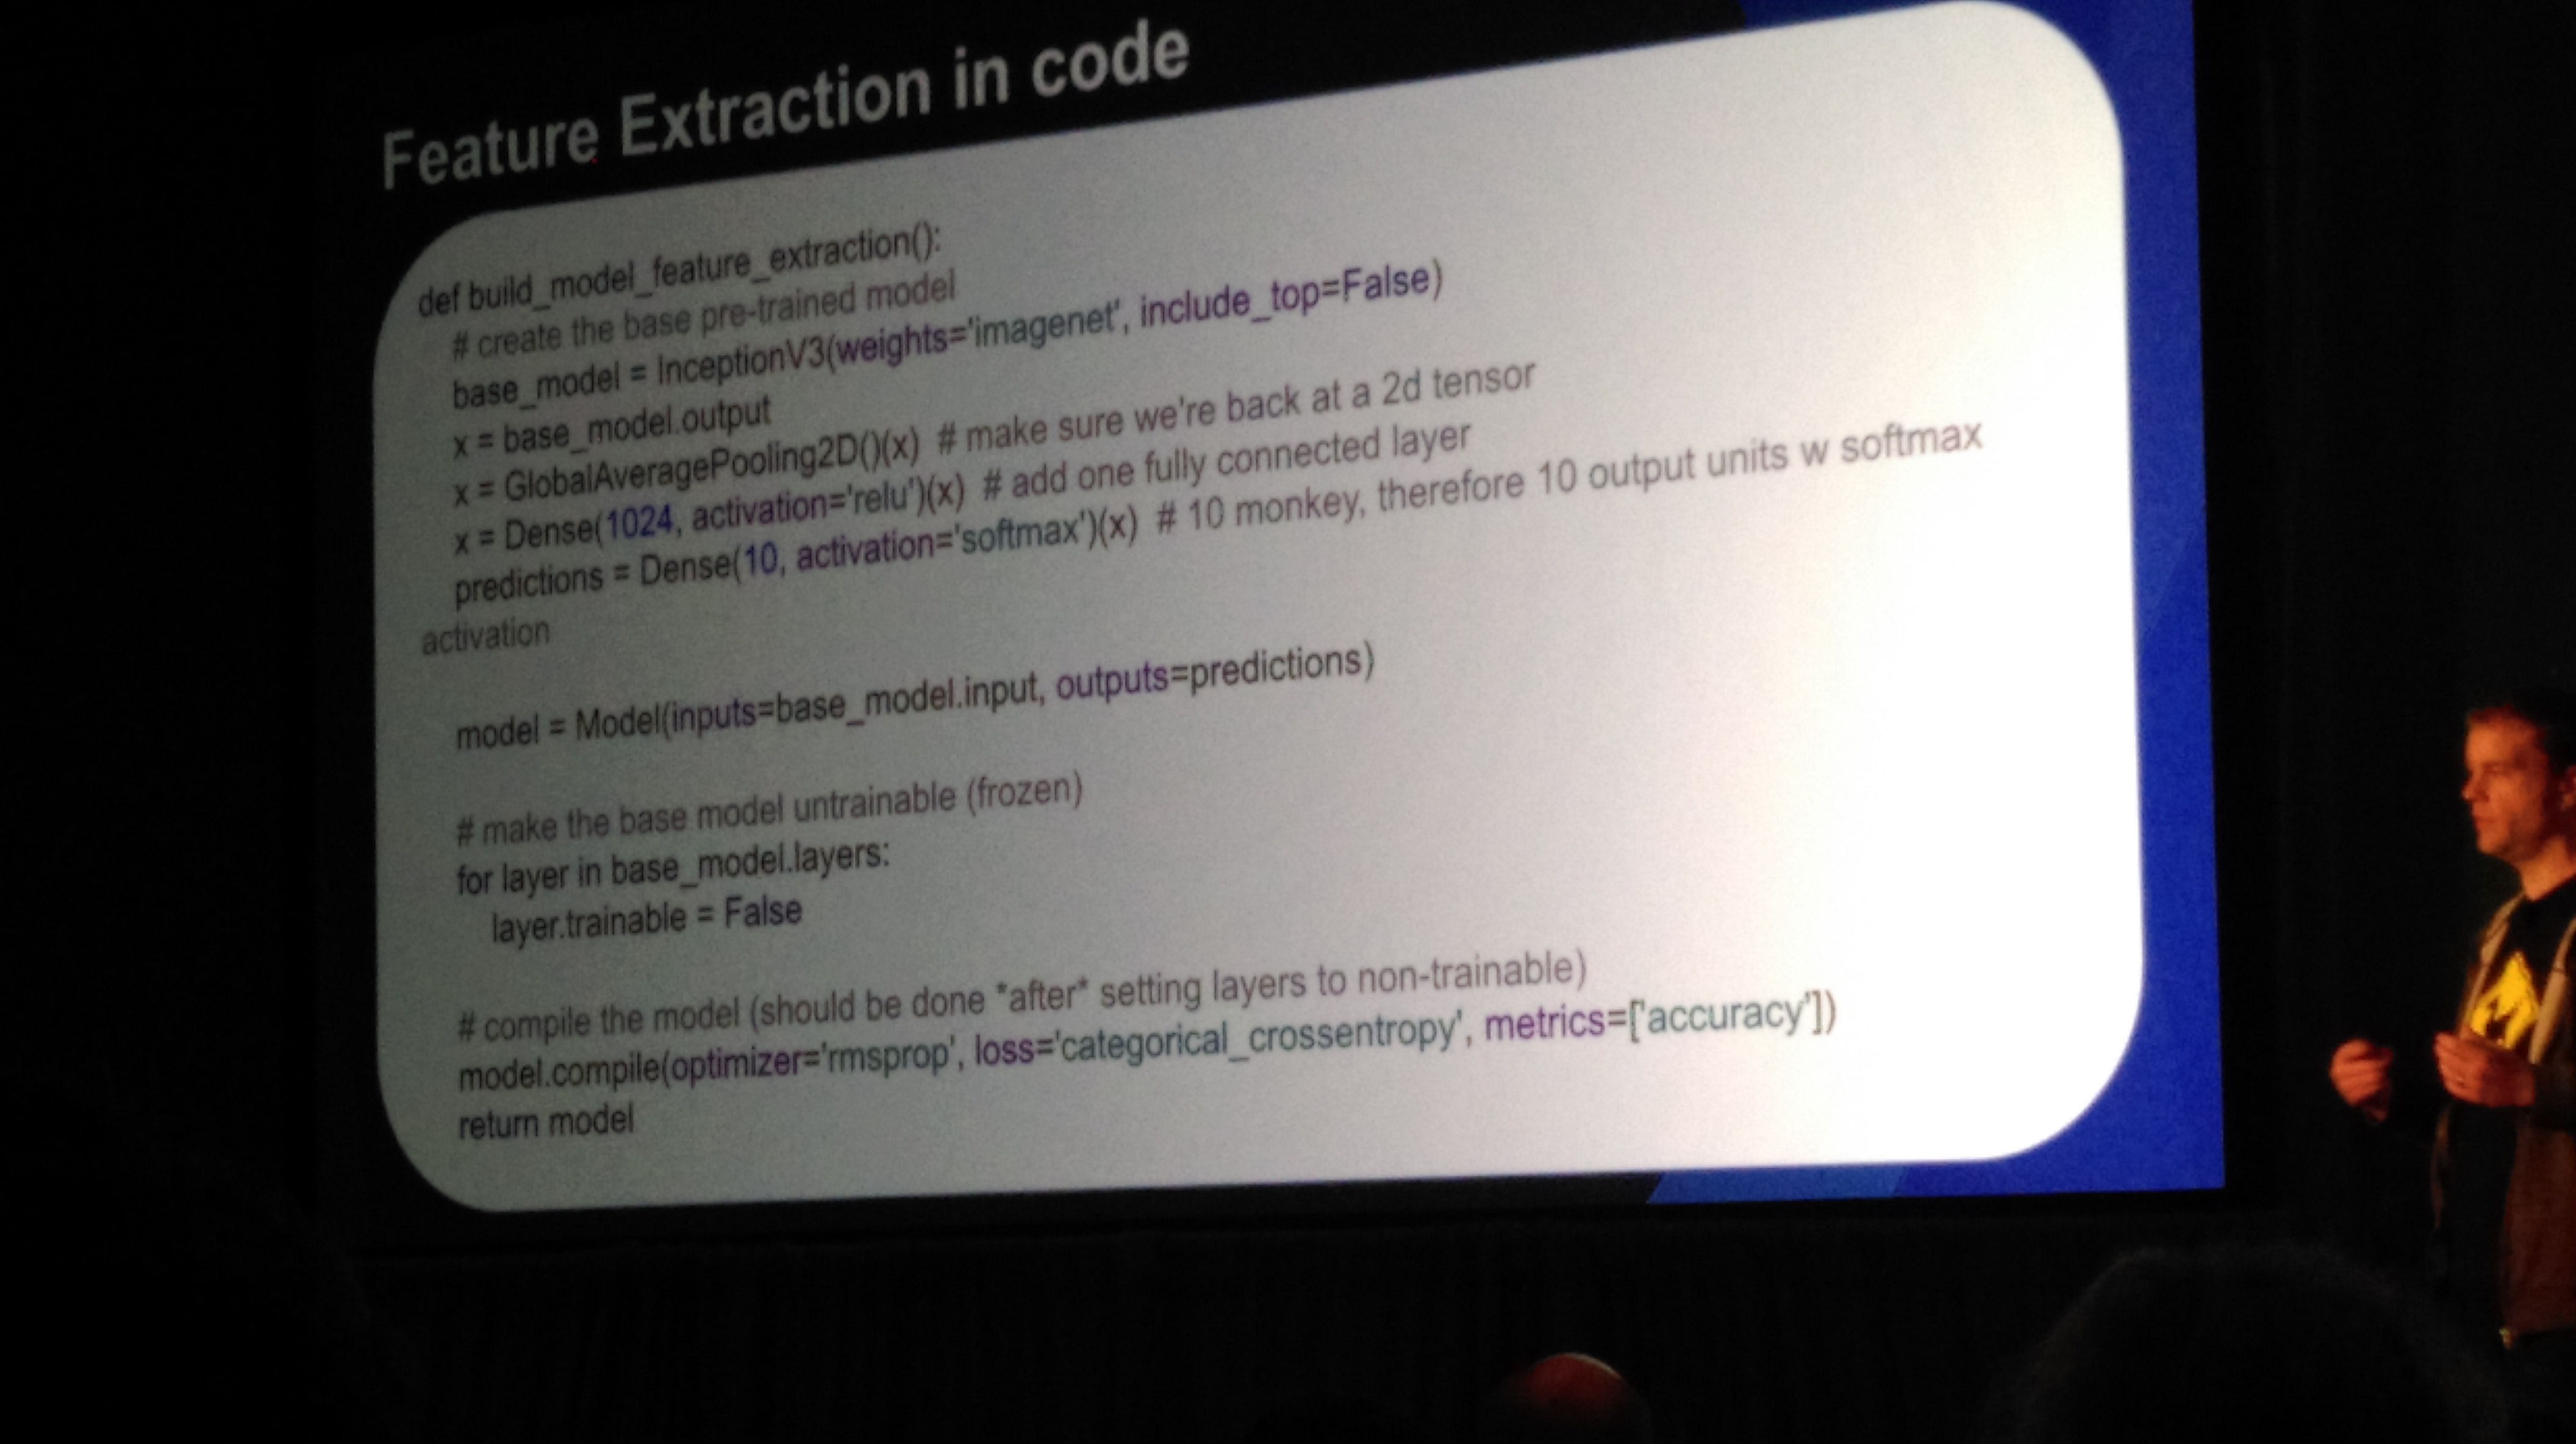 Feature Extraction in code
def build_model_feature_extraction():
# create the base pre-trained model
base_model = InceptionV3(weights='imagenet', include_top=False)
x = base_model.output
x = GlobalAveragePooling2D()(x) # make sure we're back at a 2d tensor
x = Dense(1024, activation='relu')(x) # add one fully connected layer
predictions = Dense(10, activation='softmax')(x) # 10 monkey, therefore 10 output units w softmax
activation
model = Model(inputs=base_model.input, outputs=predictions)
# make the base model untrainable (frozen)
for layer in base_model.layers:
layer.trainable = False
# compile the model (should be done *after* setting layers to non-trainable)
model.compile(optimizer='rmsprop', loss='categorical_crossentropy', metrics=['accuracy'])
return model